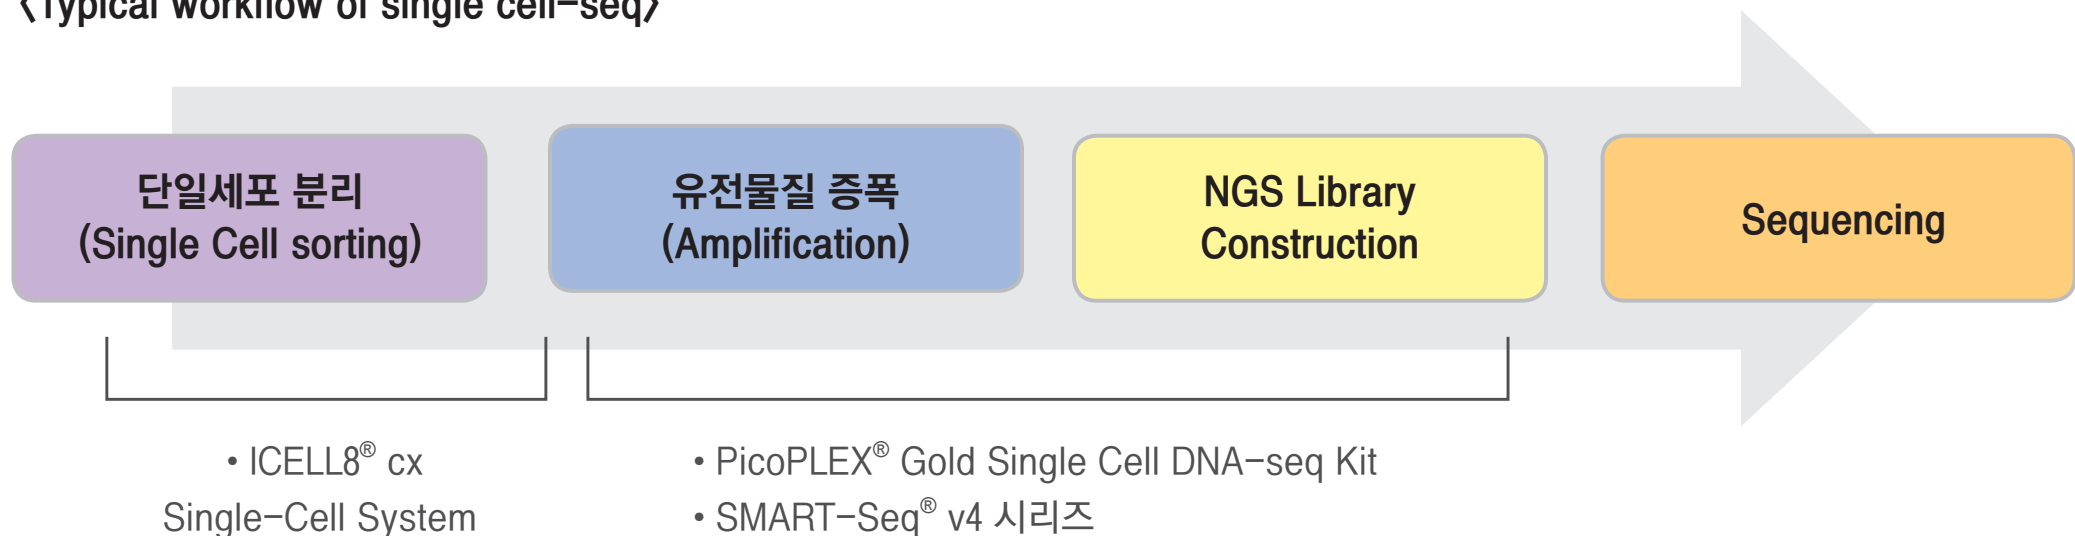 <Typical workflow of single cell-seq>
단일세포 분리
(Single Cell sorting)
유전물질 증폭
(Amplification)
NGS Library
Construction
Sequencing
• ICELL8® cx
Single-Cell System
• PicoPLEX® Gold Single Cell DNA-seq Kit
• SMART-Seq® v4 시리즈